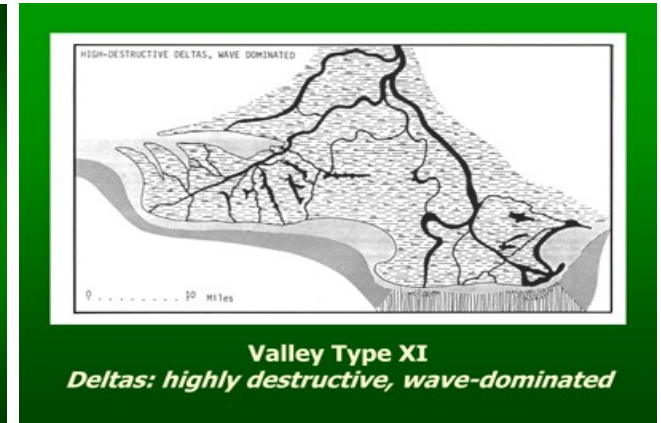 HIGH-DESTRUCTIVE DELTAS, WAVE DOMINATED
0 10 Miles
Valley Type XI
Deltas: highly destructive, wave-dominated